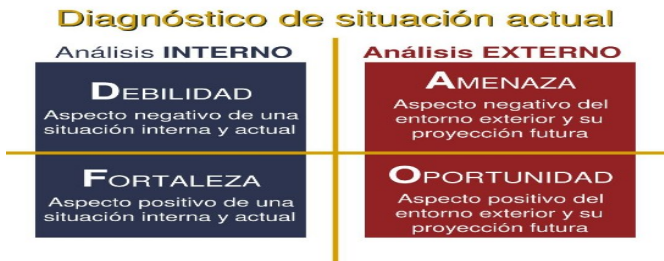 Diagnóstico de situación actual
Análisis INTERNO
DEBILIDAD
Aspecto negativo de una
situación interna y actual
FORTALEZA
Aspecto positivo de una
situación interna y actual
Análisis EXTERNO
AMENAZA
Aspecto negativo del
entorno exterior y su
proyección futura
OPORTUNIDAD
Aspecto positivo del
entorno exterior y su
proyección futura